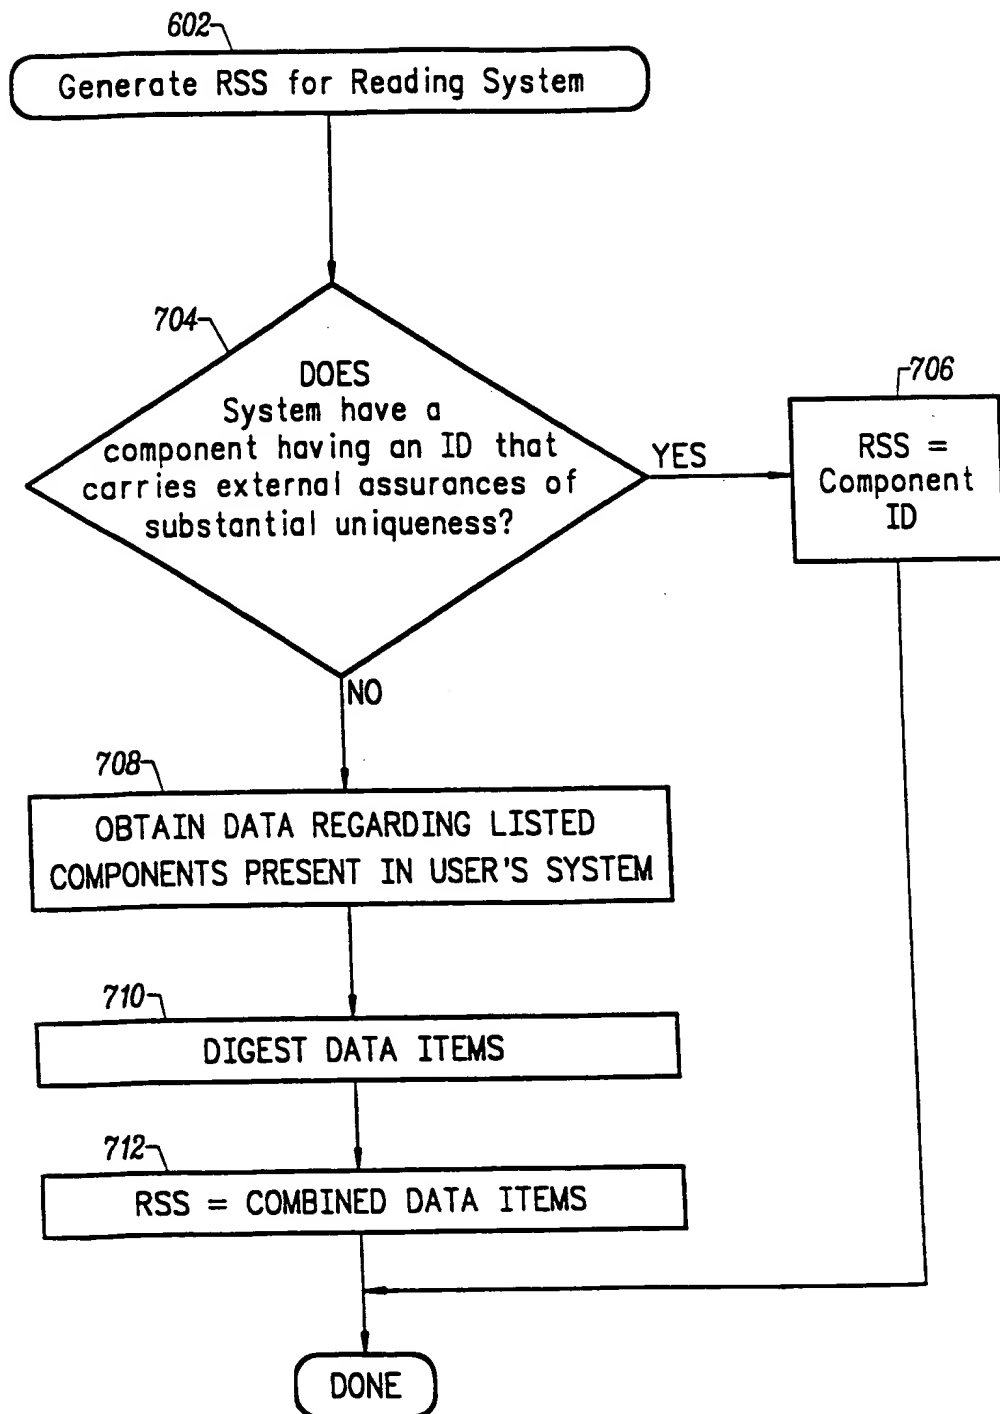 602
Generate RSS for Reading System
704
DOES
System have a
component having an ID that
carries external assurances of
substantial uniqueness?
YES
706
RSS =
Component
ID
NO
708
OBTAIN DATA REGARDING LISTED
COMPONENTS PRESENT IN USER'S SYSTEM
710
DIGEST DATA ITEMS
712
RSS = COMBINED DATA ITEMS
DONE